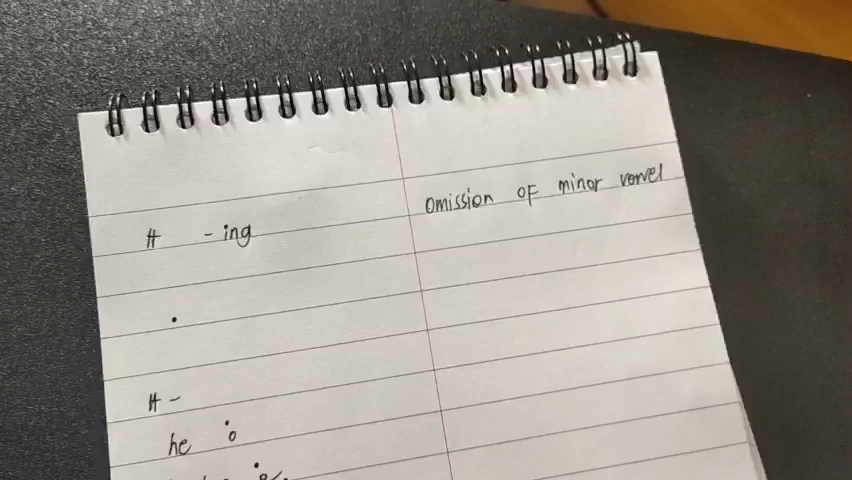 # -ing
omission of minor vowel
.
# -
he